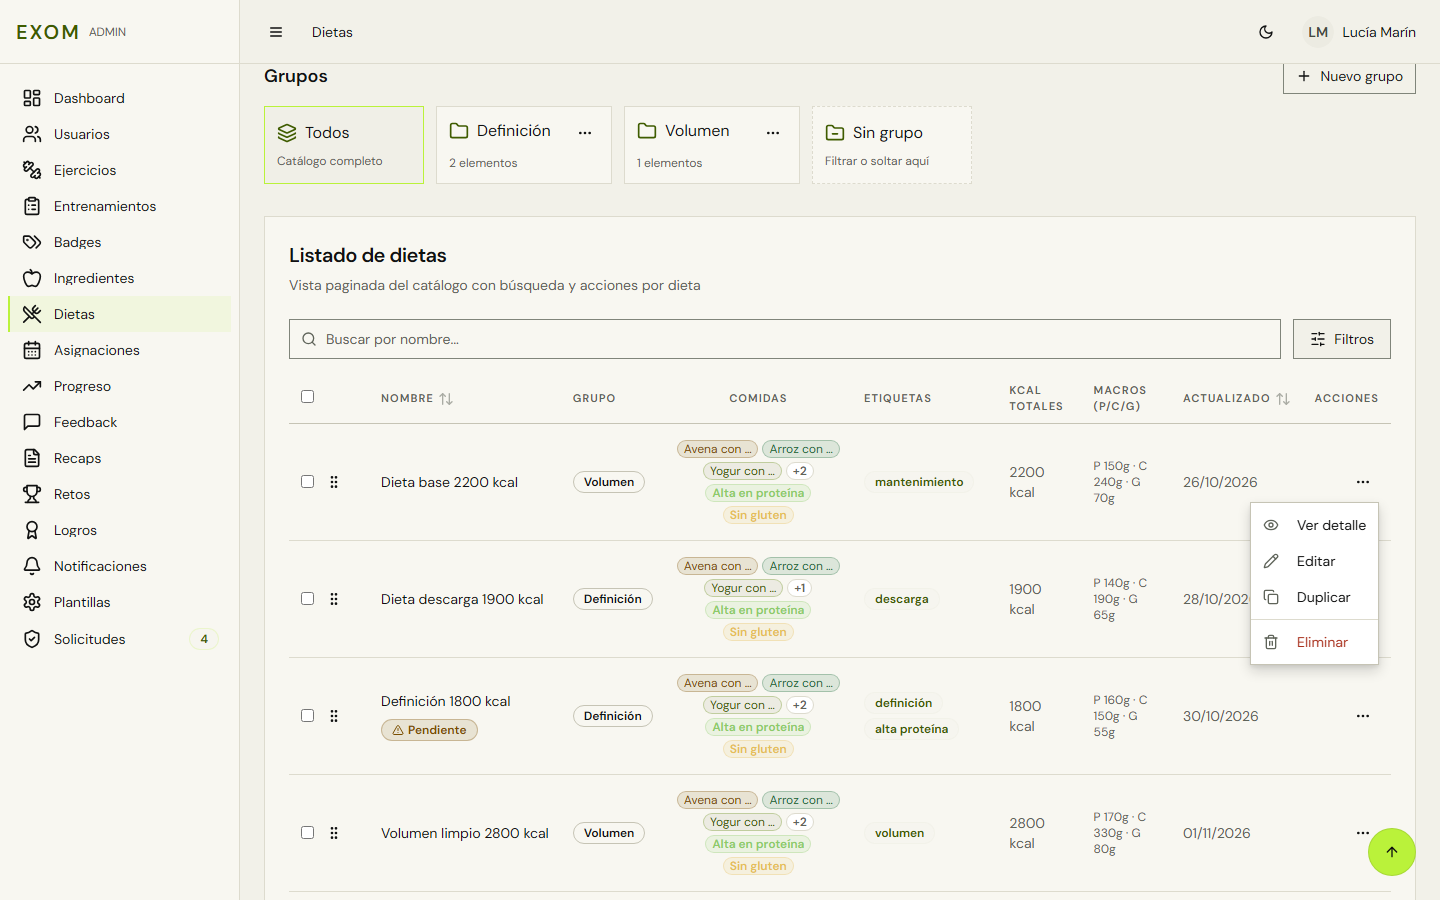 EXOM ADMIN
Dietas
LM Lucía Marín
Dashboard
Usuarios
Ejercicios
Entrenamientos
Badges
Ingredientes
Dietas
Asignaciones
Progreso
Feedback
Recaps
Retos
Logros
Notificaciones
Plantillas
Solicitudes 4
Grupos
Nuevo grupo
Todos
Catálogo completo
Definición
2 elementos
Volumen
1 elementos
Sin grupo
Filtrar o soltar aquí
Listado de dietas
Vista paginada del catálogo con búsqueda y acciones por dieta
Buscar por nombre...
Filtros
NOMBRE GRUPO COMIDAS ETIQUETAS KCAL TOTALES MACROS (P/C/G) ACTUALIZADO ACCIONES
Dieta base 2200 kcal
Volumen
Avena con ... Arroz con ...
Yogur con ... +2
Alta en proteína
Sin gluten
mantenimiento
2200
kcal
P 150g · C
240g · G
70g
26/10/2026
Ver detalle
Editar
Duplicar
Eliminar
Dieta descarga 1900 kcal
Definición
Avena con ... Arroz con ...
Yogur con ... +1
Alta en proteína
Sin gluten
descarga
1900
kcal
P 140g · C
190g · G
65g
28/10/202
Definición 1800 kcal
Pendiente
Definición
Avena con ... Arroz con ...
Yogur con ... +2
Alta en proteína
Sin gluten
definición
alta proteína
1800
kcal
P 160g · C
150g · G
55g
30/10/2026
Volumen limpio 2800 kcal
Volumen
Avena con ... Arroz con ...
Yogur con ... +2
Alta en proteína
Sin gluten
volumen
2800
kcal
P 170g · C
330g · G
80g
01/11/2026